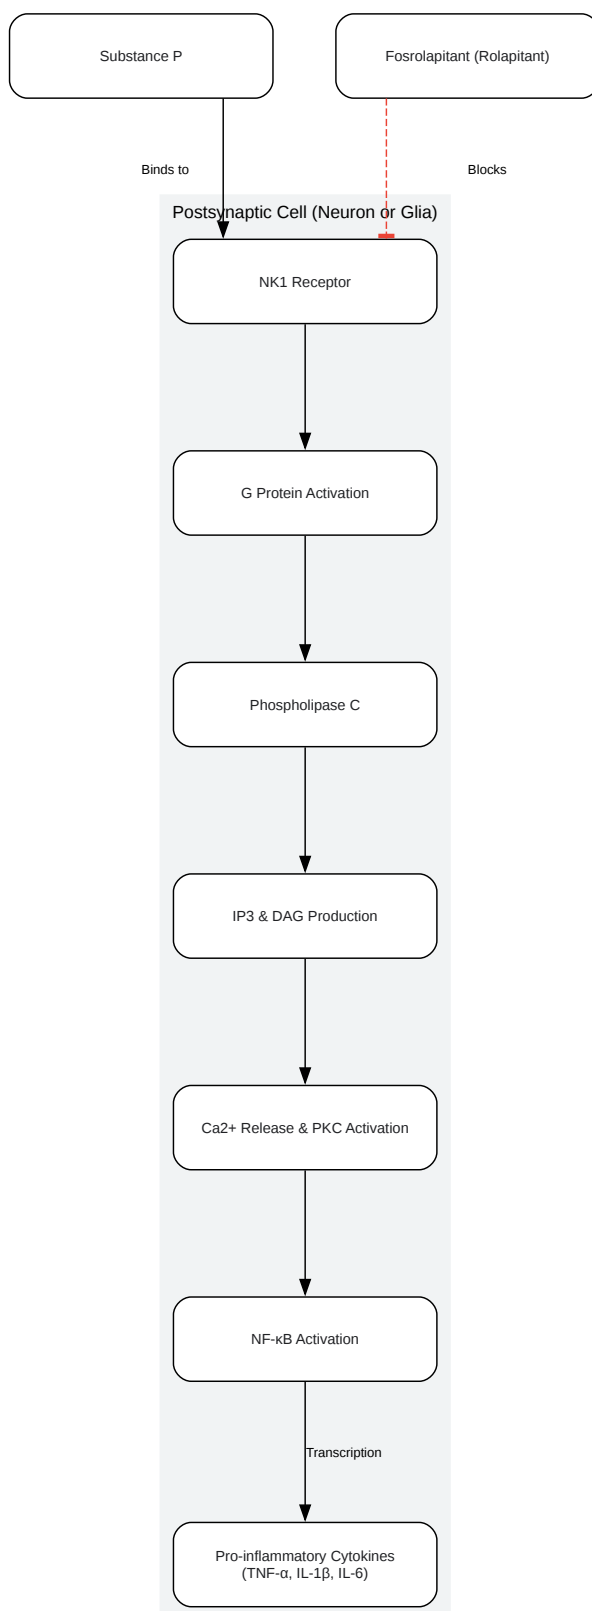 Substance P
Fosrolapitant (Rolapitant)
Binds to
Blocks
Postsynaptic Cell (Neuron or Glia)
NK1 Receptor
G Protein Activation
Phospholipase C
IP3 & DAG Production
Ca2+ Release & PKC Activation
NF-κB Activation
Transcription
Pro-inflammatory Cytokines
(TNF-α, IL-1β, IL-6)